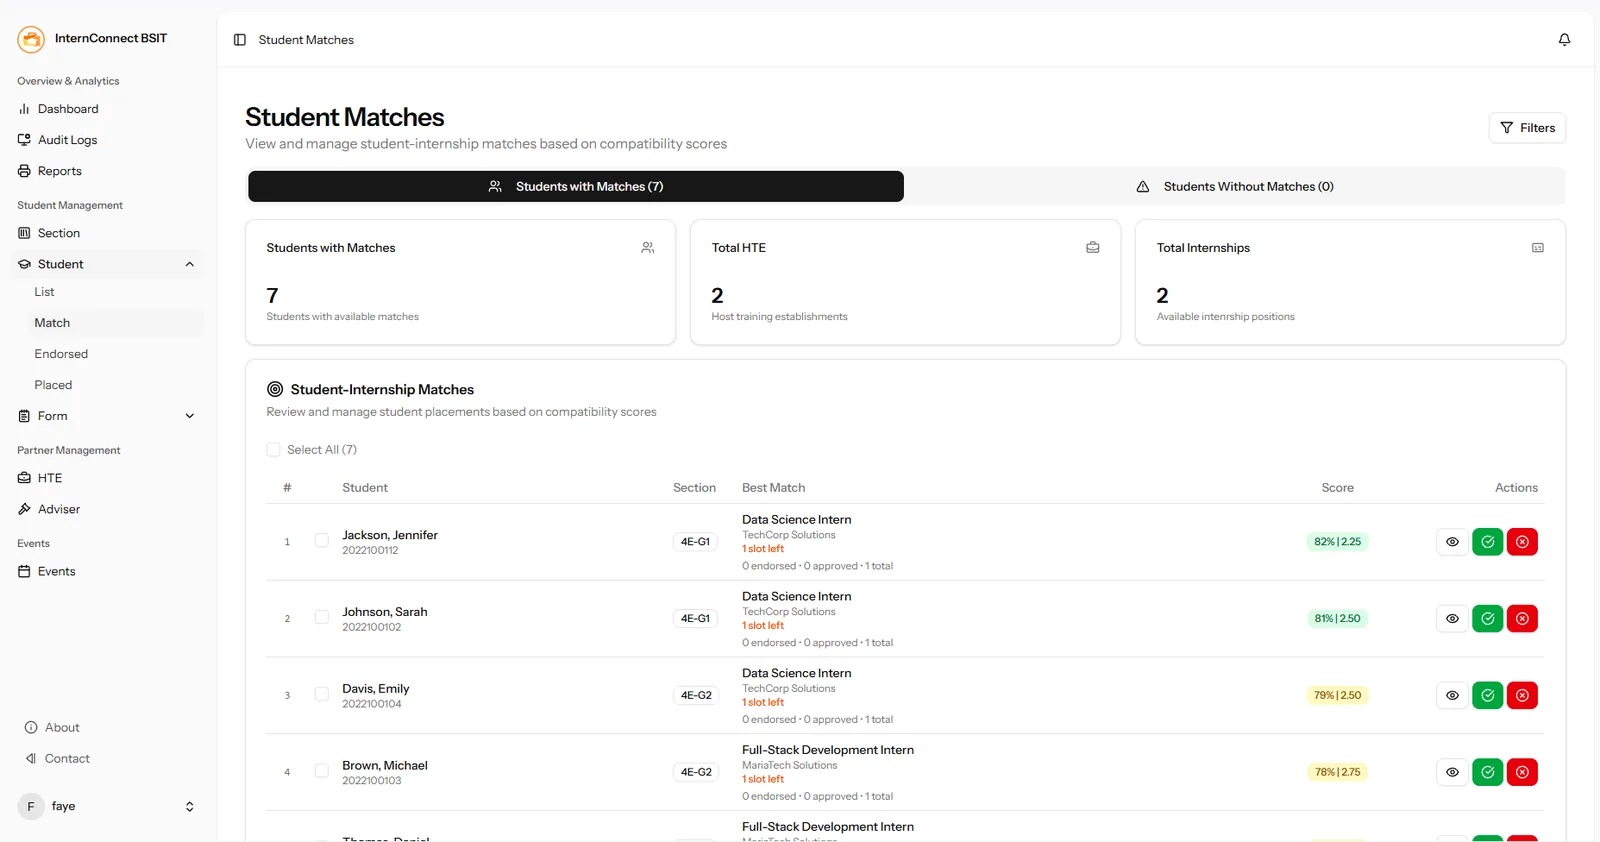 InternConnect BSIT
Overview & Analytics
Dashboard
Audit Logs
Reports
Student Management
Section
Student
List
Match
Endorsed
Placed
Form
Partner Management
HTE
Adviser
Events
Events
About
Contact
F faye
Student Matches
Student Matches
View and manage student-internship matches based on compatibility scores
Filters
Students with Matches (7)
Students Without Matches (0)
Students with Matches
7
Students with available matches
Total HTE
2
Host training establishments
Total Internships
2
Available intenrship positions
Student-Internship Matches
Review and manage student placements based on compatibility scores
Select All (7)
# Student Section Best Match Score Actions
1 Jackson, Jennifer 2022100112 4E-G1
Data Science Intern
TechCorp Solutions
1 slot left
0 endorsed • 0 approved • 1 total
82% | 2.25
2 Johnson, Sarah 2022100102 4E-G1
Data Science Intern
TechCorp Solutions
1 slot left
0 endorsed • 0 approved • 1 total
81% | 2.50
3 Davis, Emily 2022100104 4E-G2
Data Science Intern
TechCorp Solutions
1 slot left
0 endorsed • 0 approved • 1 total
79% | 2.50
4 Brown, Michael 2022100103 4E-G2
Full-Stack Development Intern
MariaTech Solutions
1 slot left
0 endorsed • 0 approved • 1 total
78% | 2.75
Thomas, Daniel
Full-Stack Development Intern
MariaTech Solutions